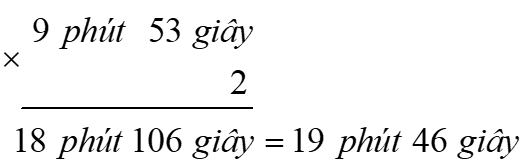 9 phút 53 giây
×
2
18 phút 106 giây = 19 phút 46 giây